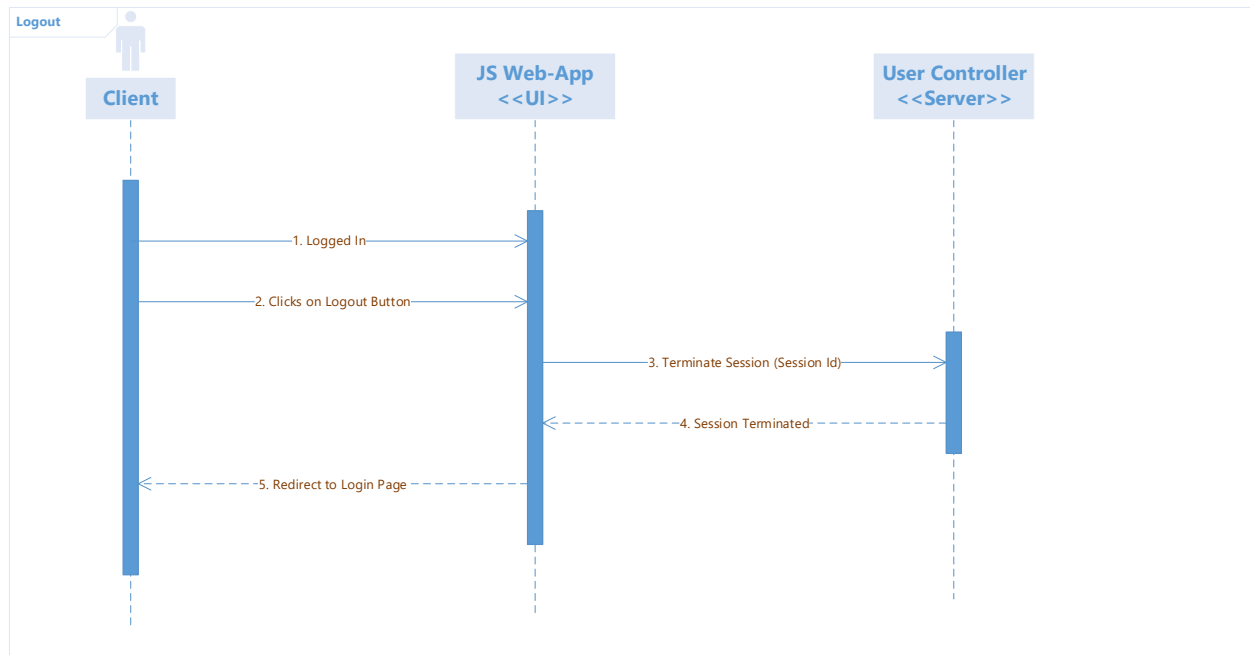 Logout
Client
JS Web-App
<<UI>>
User Controller
<<Server>>
1. Logged In
2. Clicks on Logout Button
3. Terminate Session (Session Id)
4. Session Terminated
5. Redirect to Login Page